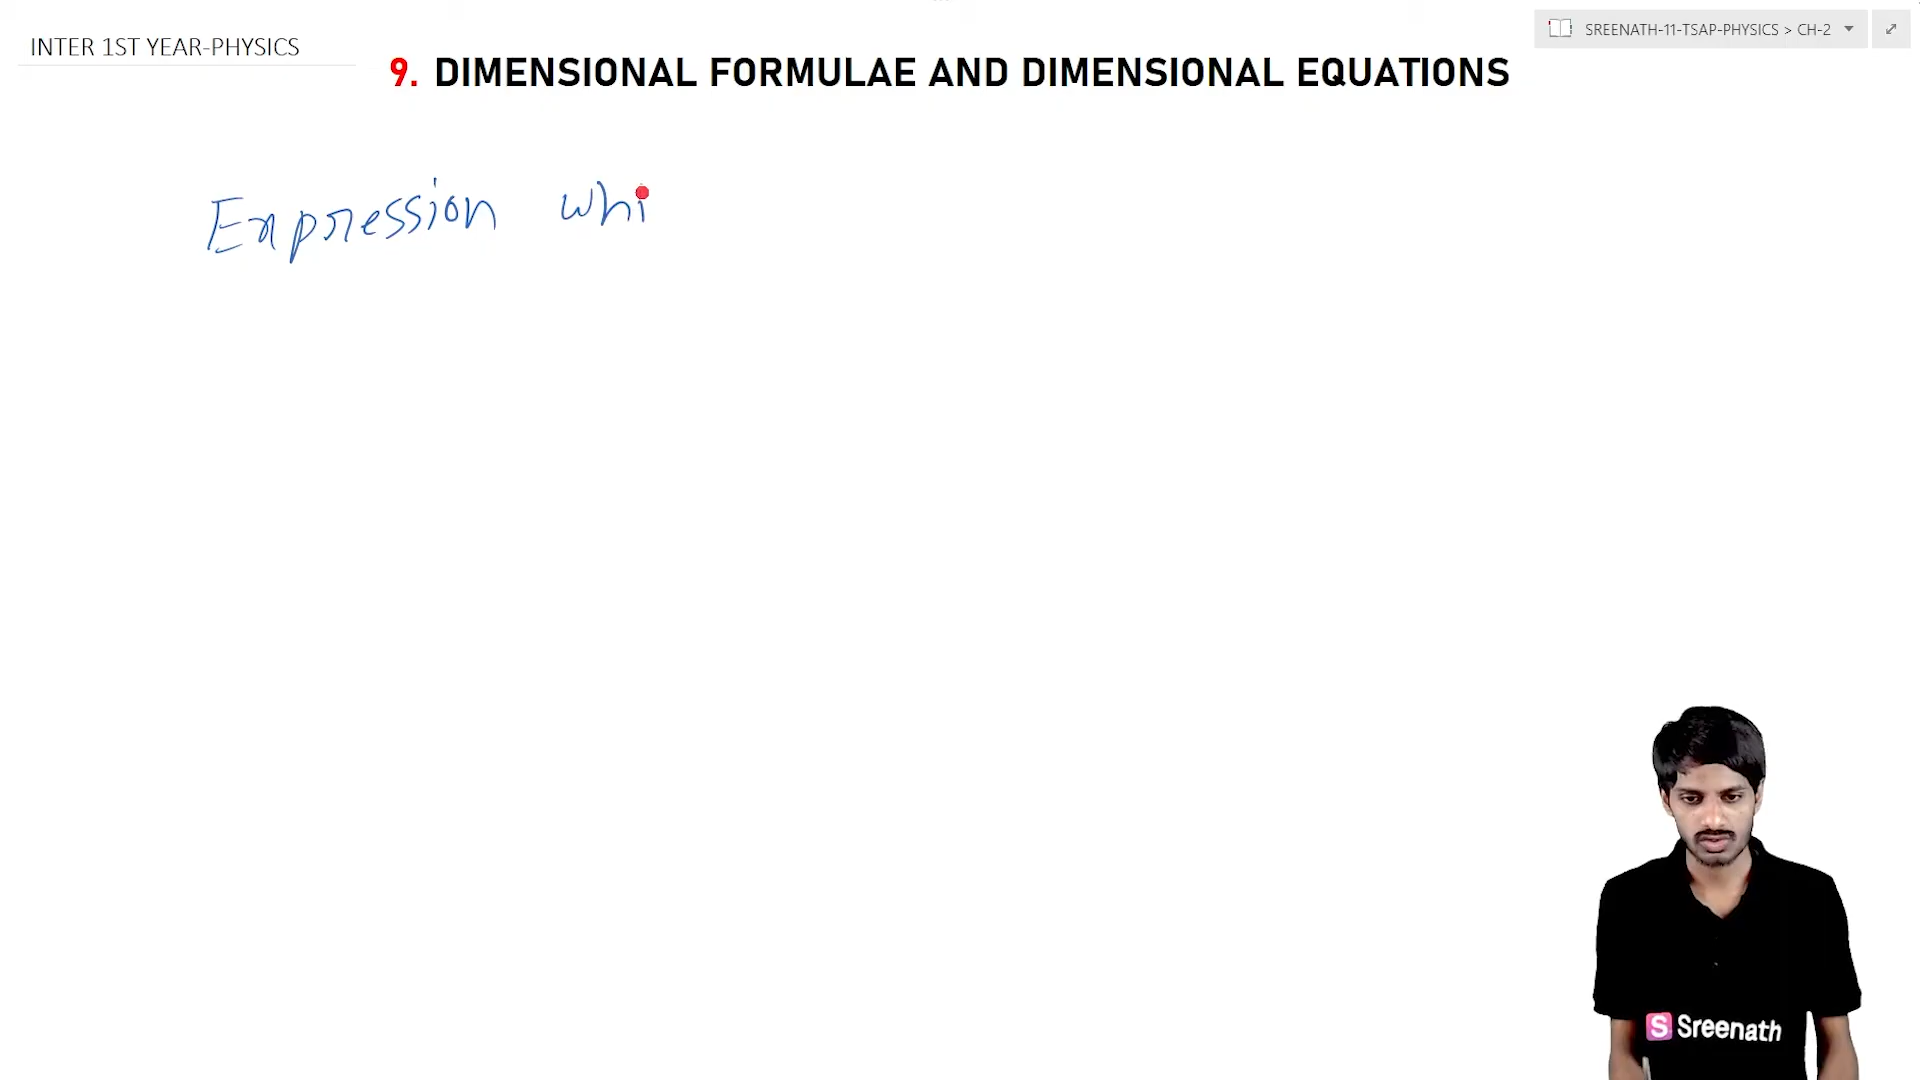 INTER 1ST YEAR-PHYSICS
SREENATH-11-TSAP-PHYSICS > CH-2
9. DIMENSIONAL FORMULAE AND DIMENSIONAL EQUATIONS
Expression whi
S Sreenath